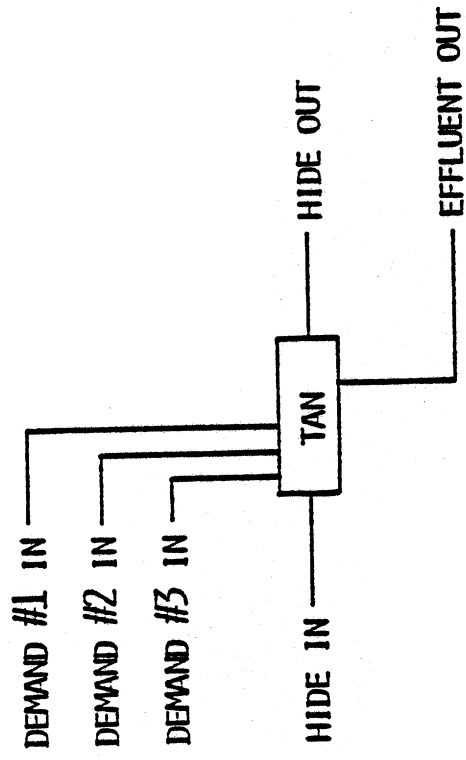 DEMAND #1 IN
DEMAND #2 IN
DEMAND #3 IN
HIDE IN
TAN
HIDE OUT
EFFLUENT OUT